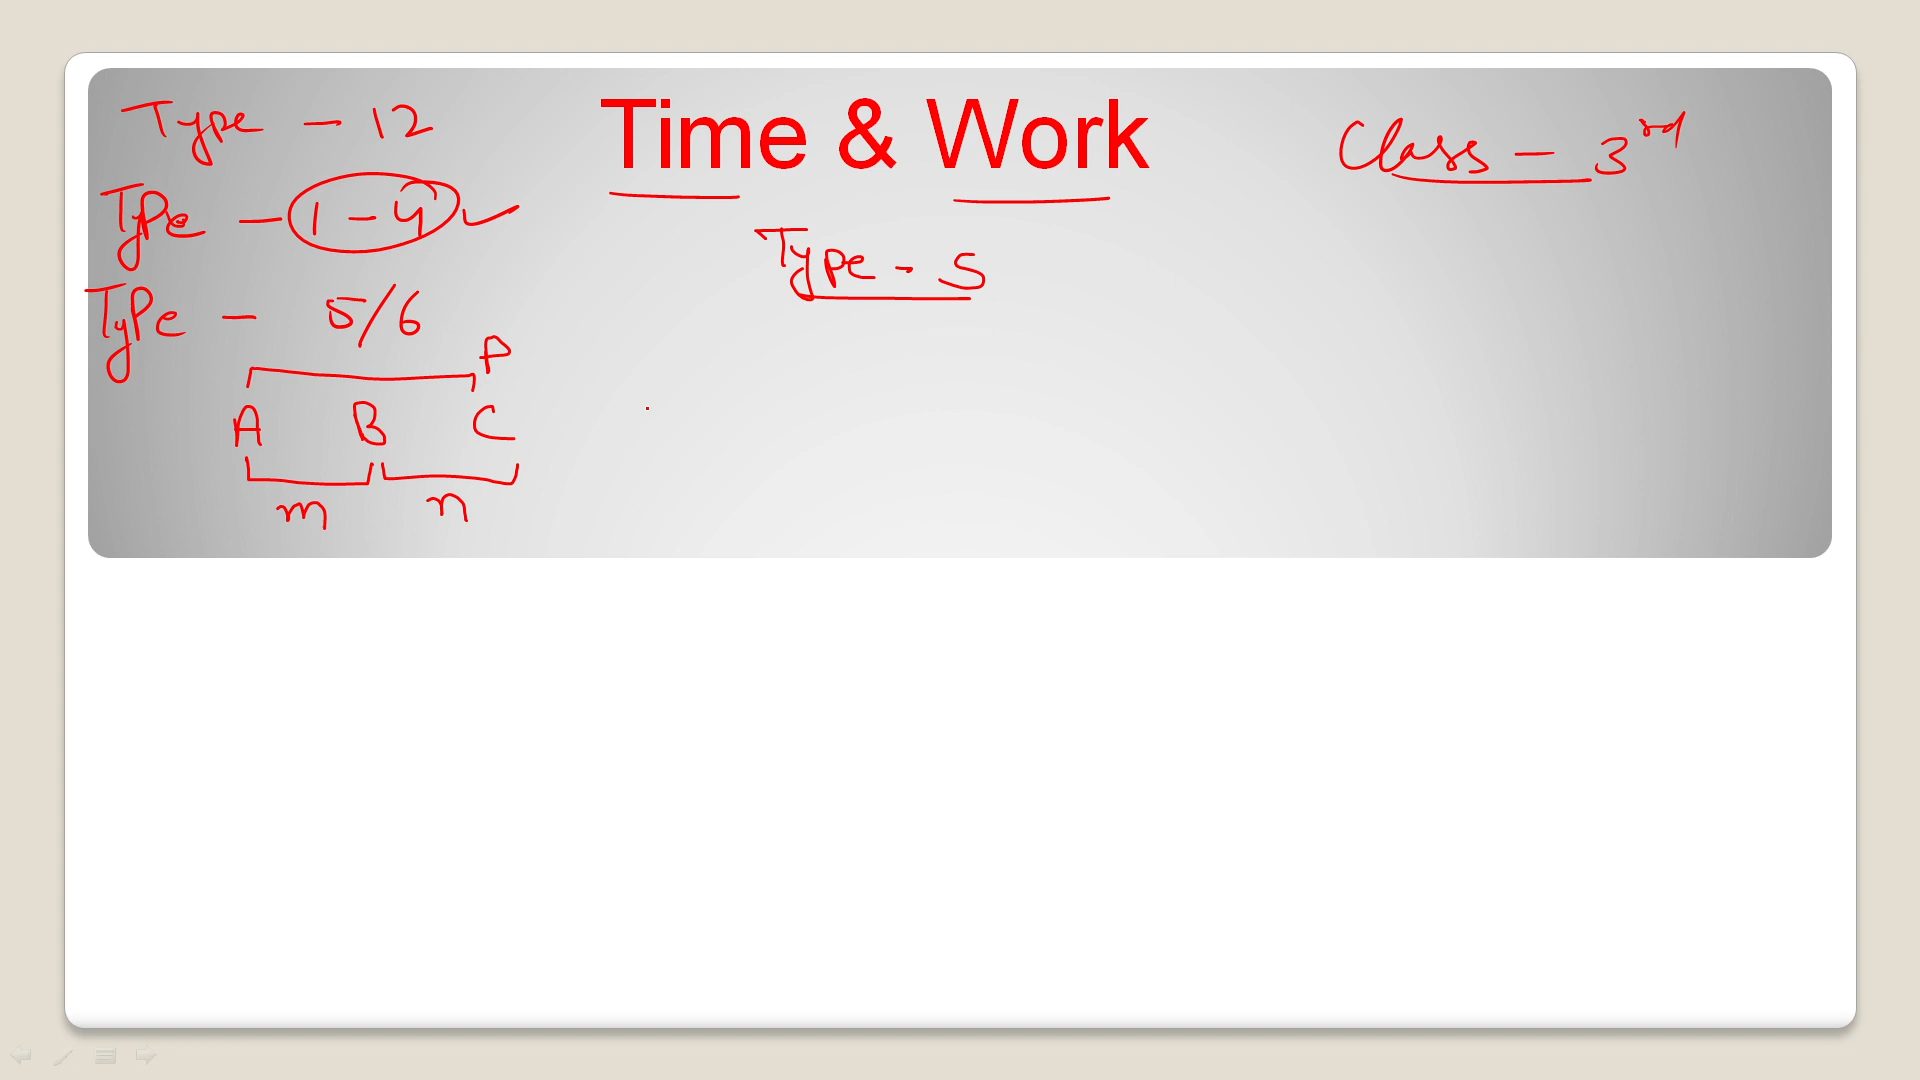 Type - 12
Time & Work
Class - 3rd
Type - 1 - 4
Type - 5
Type - 5/6
P
A B C
m n